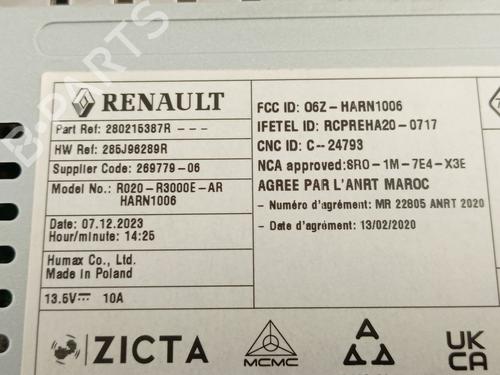 B-PARTS
RENAULT
Part Ref: 280215387R ---
HW Ref: 285J96289R
Supplier Code: 269779-06
Model No.: R020-R3000E-AR
HARN1006
Date: 07.12.2023
Hour/minute: 14:25
Humax Co., Ltd.
Made in Poland
13.5V⎓ 10A
FCC ID: O6Z-HARN1006
IFETEL ID: RCPREHA20-0717
CNC ID: C-24793
NCA approved:SRO-1M-7E4-X3E
AGREE PAR L'ANRT MAROC
- Numéro d'agrément: MR 22805 ANRT 2020
- Date d'agrément: 13/02/2020
ZICTA
MCMC
UK
CA